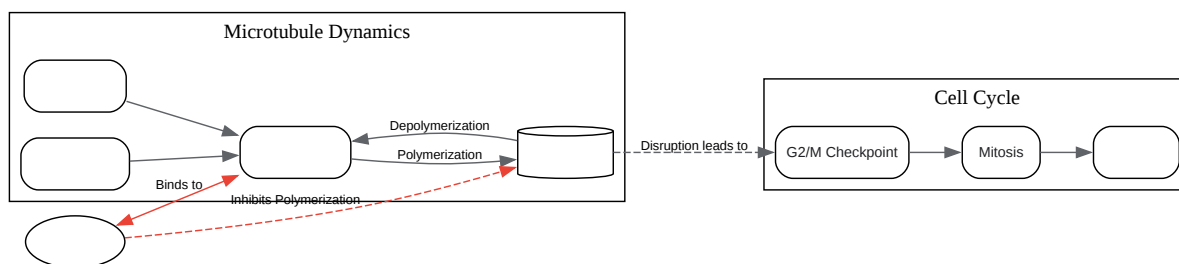 Microtubule Dynamics
Depolymerization
Polymerization
Binds to
Inhibits Polymerization
Disruption leads to
Cell Cycle
G2/M Checkpoint
Mitosis